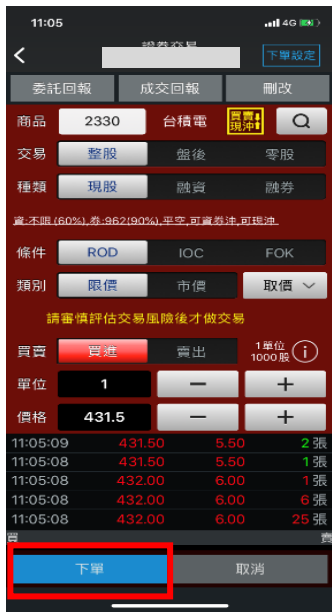 11:05 4G
證券交易
下單設定
委託回報 成交回報 刪改
商品 2330 台積電 買賣現沖
交易 整股 盤後 零股
種類 現股 融資 融券
資:不限(60%),券:962(90%),平空,可資券沖,可現沖
條件 ROD IOC FOK
類別 限價 市價 取價
請審慎評估交易風險後才做交易
買賣 買進 賣出 1單位
1000股
單位 1 — +
價格 431.5 — +
11:05:09 431.50 5.50 2張
11:05:08 431.50 5.50 1張
11:05:08 432.00 6.00 1張
11:05:08 432.00 6.00 6張
11:05:08 432.00 6.00 25張
買 賣
下單 取消